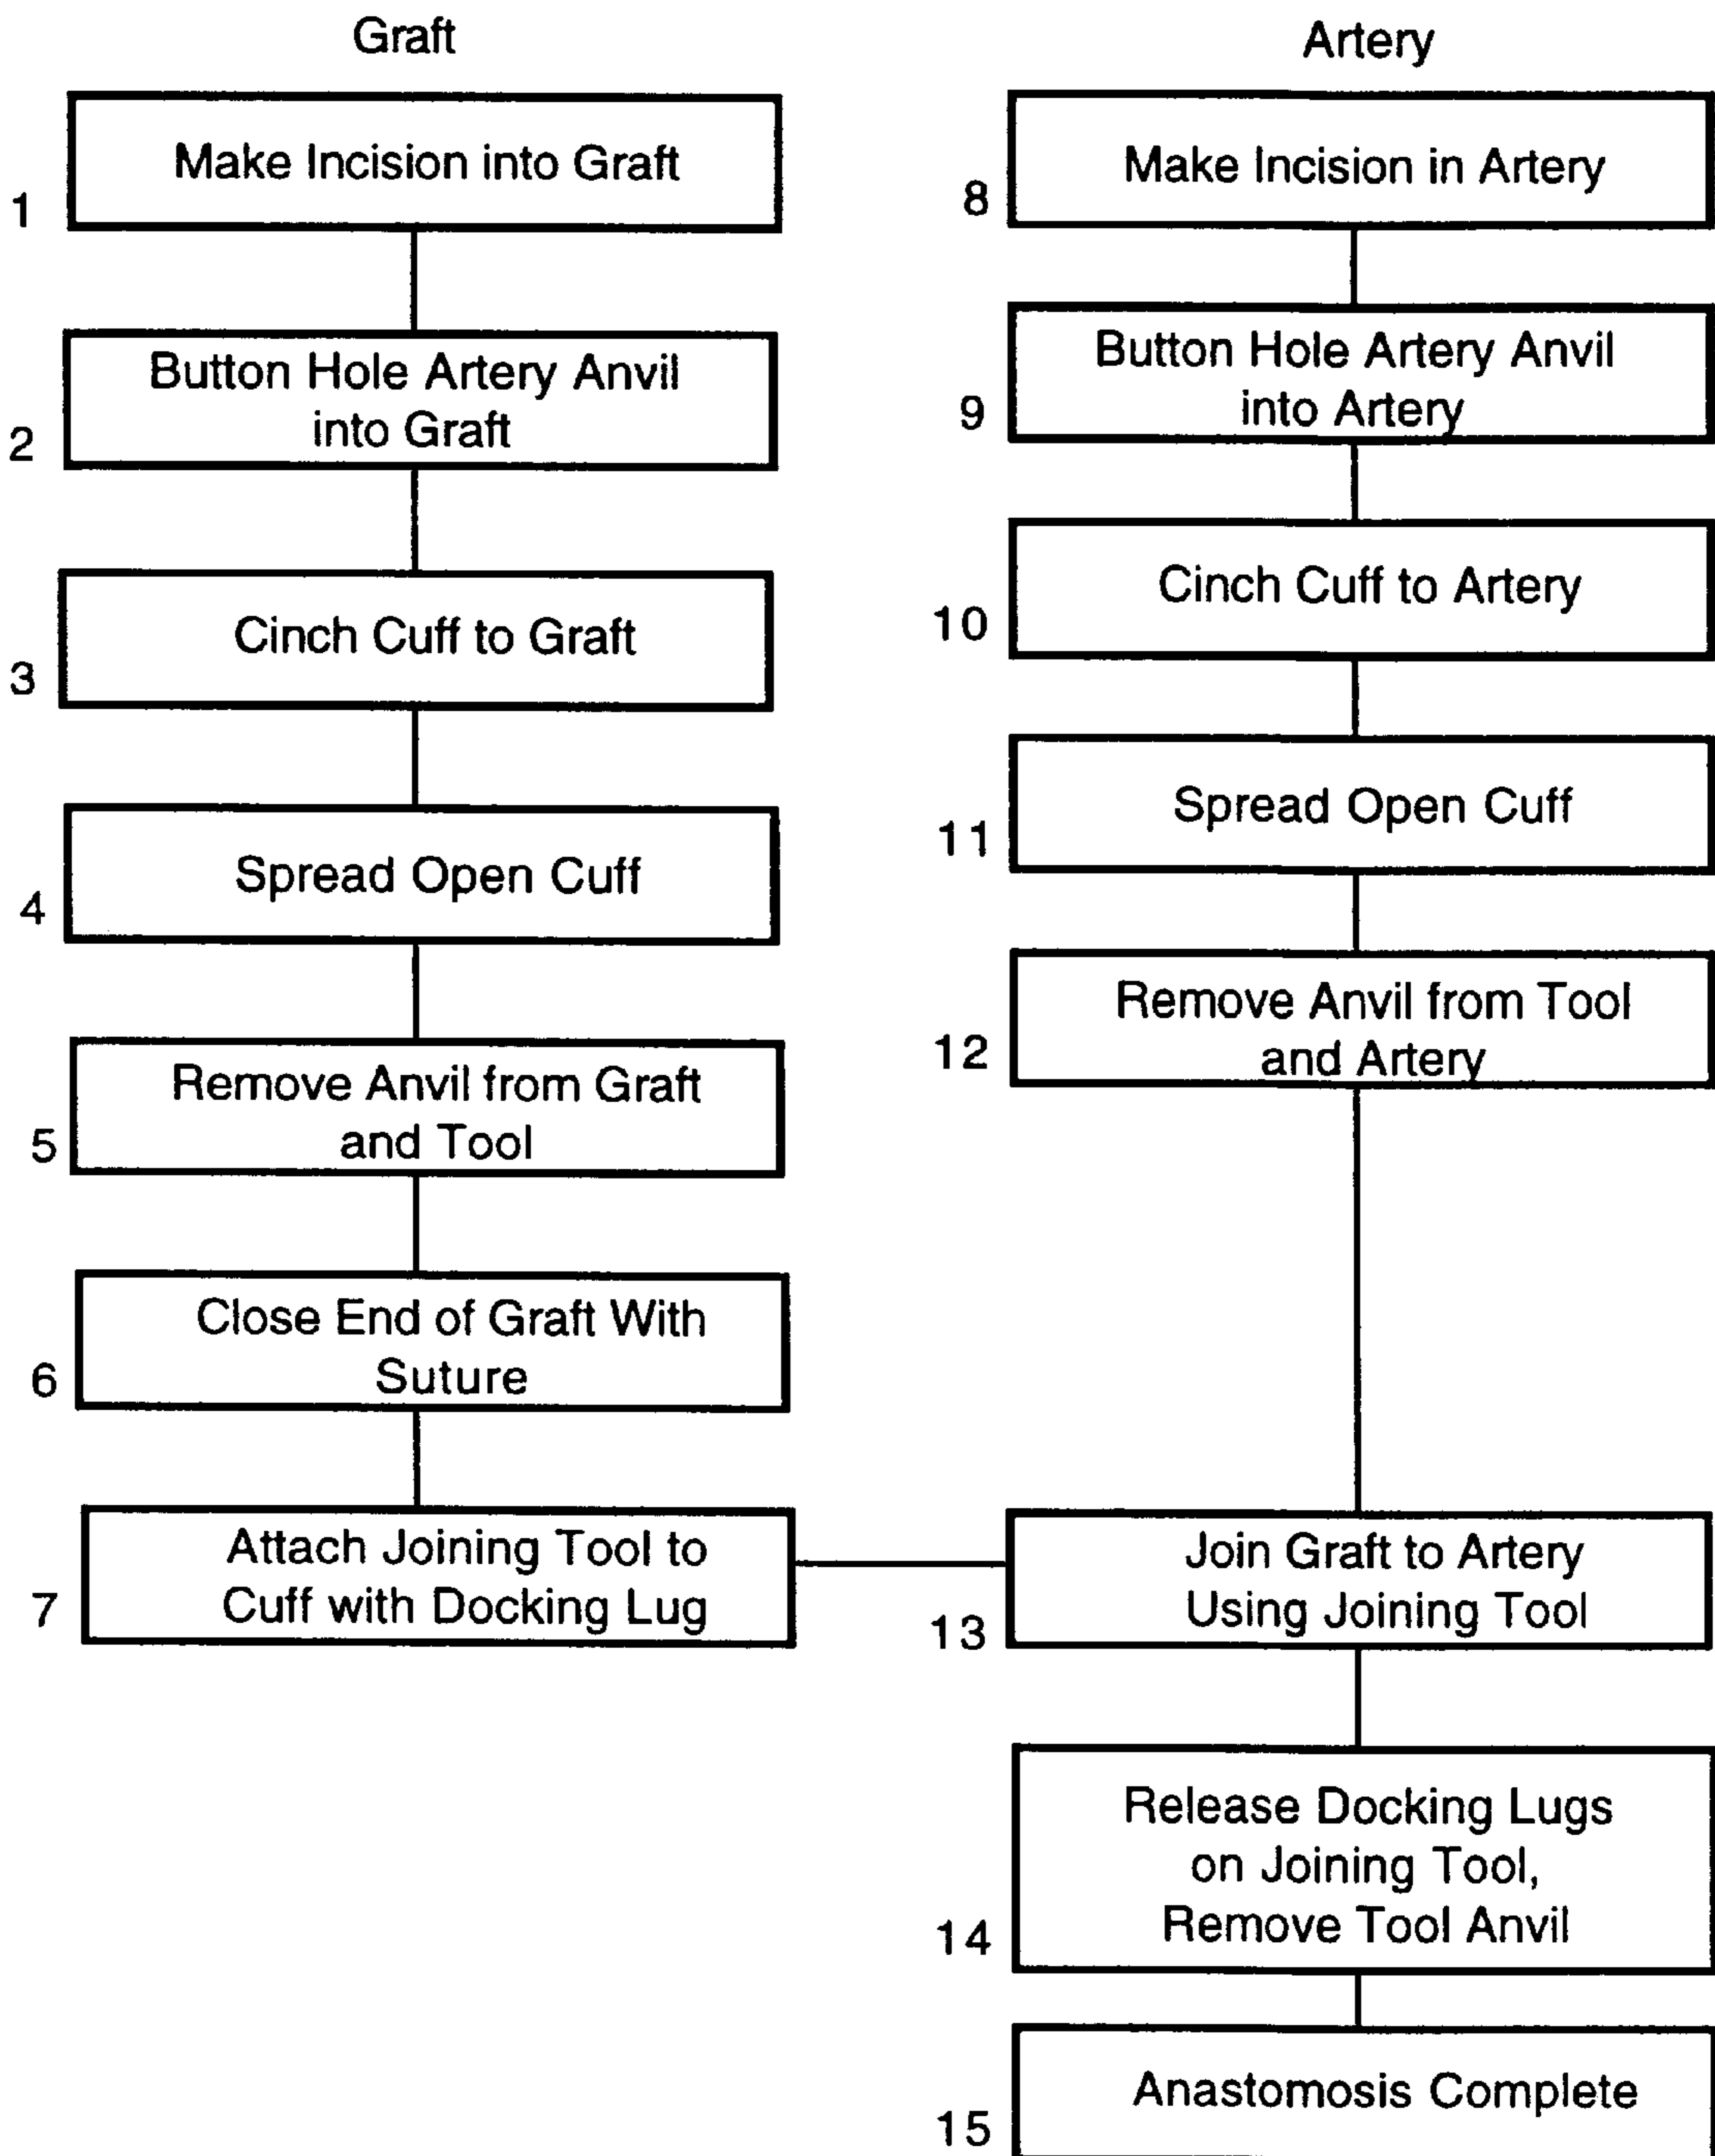 Graft
Make Incision into Graft
1
Button Hole Artery Anvil
into Graft
2
Cinch Cuff to Graft
3
Spread Open Cuff
4
Remove Anvil from Graft
and Tool
5
Close End of Graft With
Suture
6
Attach Joining Tool to
Cuff with Docking Lug
7
Artery
Make Incision in Artery
8
Button Hole Artery Anvil
into Artery
9
Cinch Cuff to Artery
10
Spread Open Cuff
11
Remove Anvil from Tool
and Artery
12
Join Graft to Artery
Using Joining Tool
13
Release Docking Lugs
on Joining Tool,
Remove Tool Anvil
14
Anastomosis Complete
15